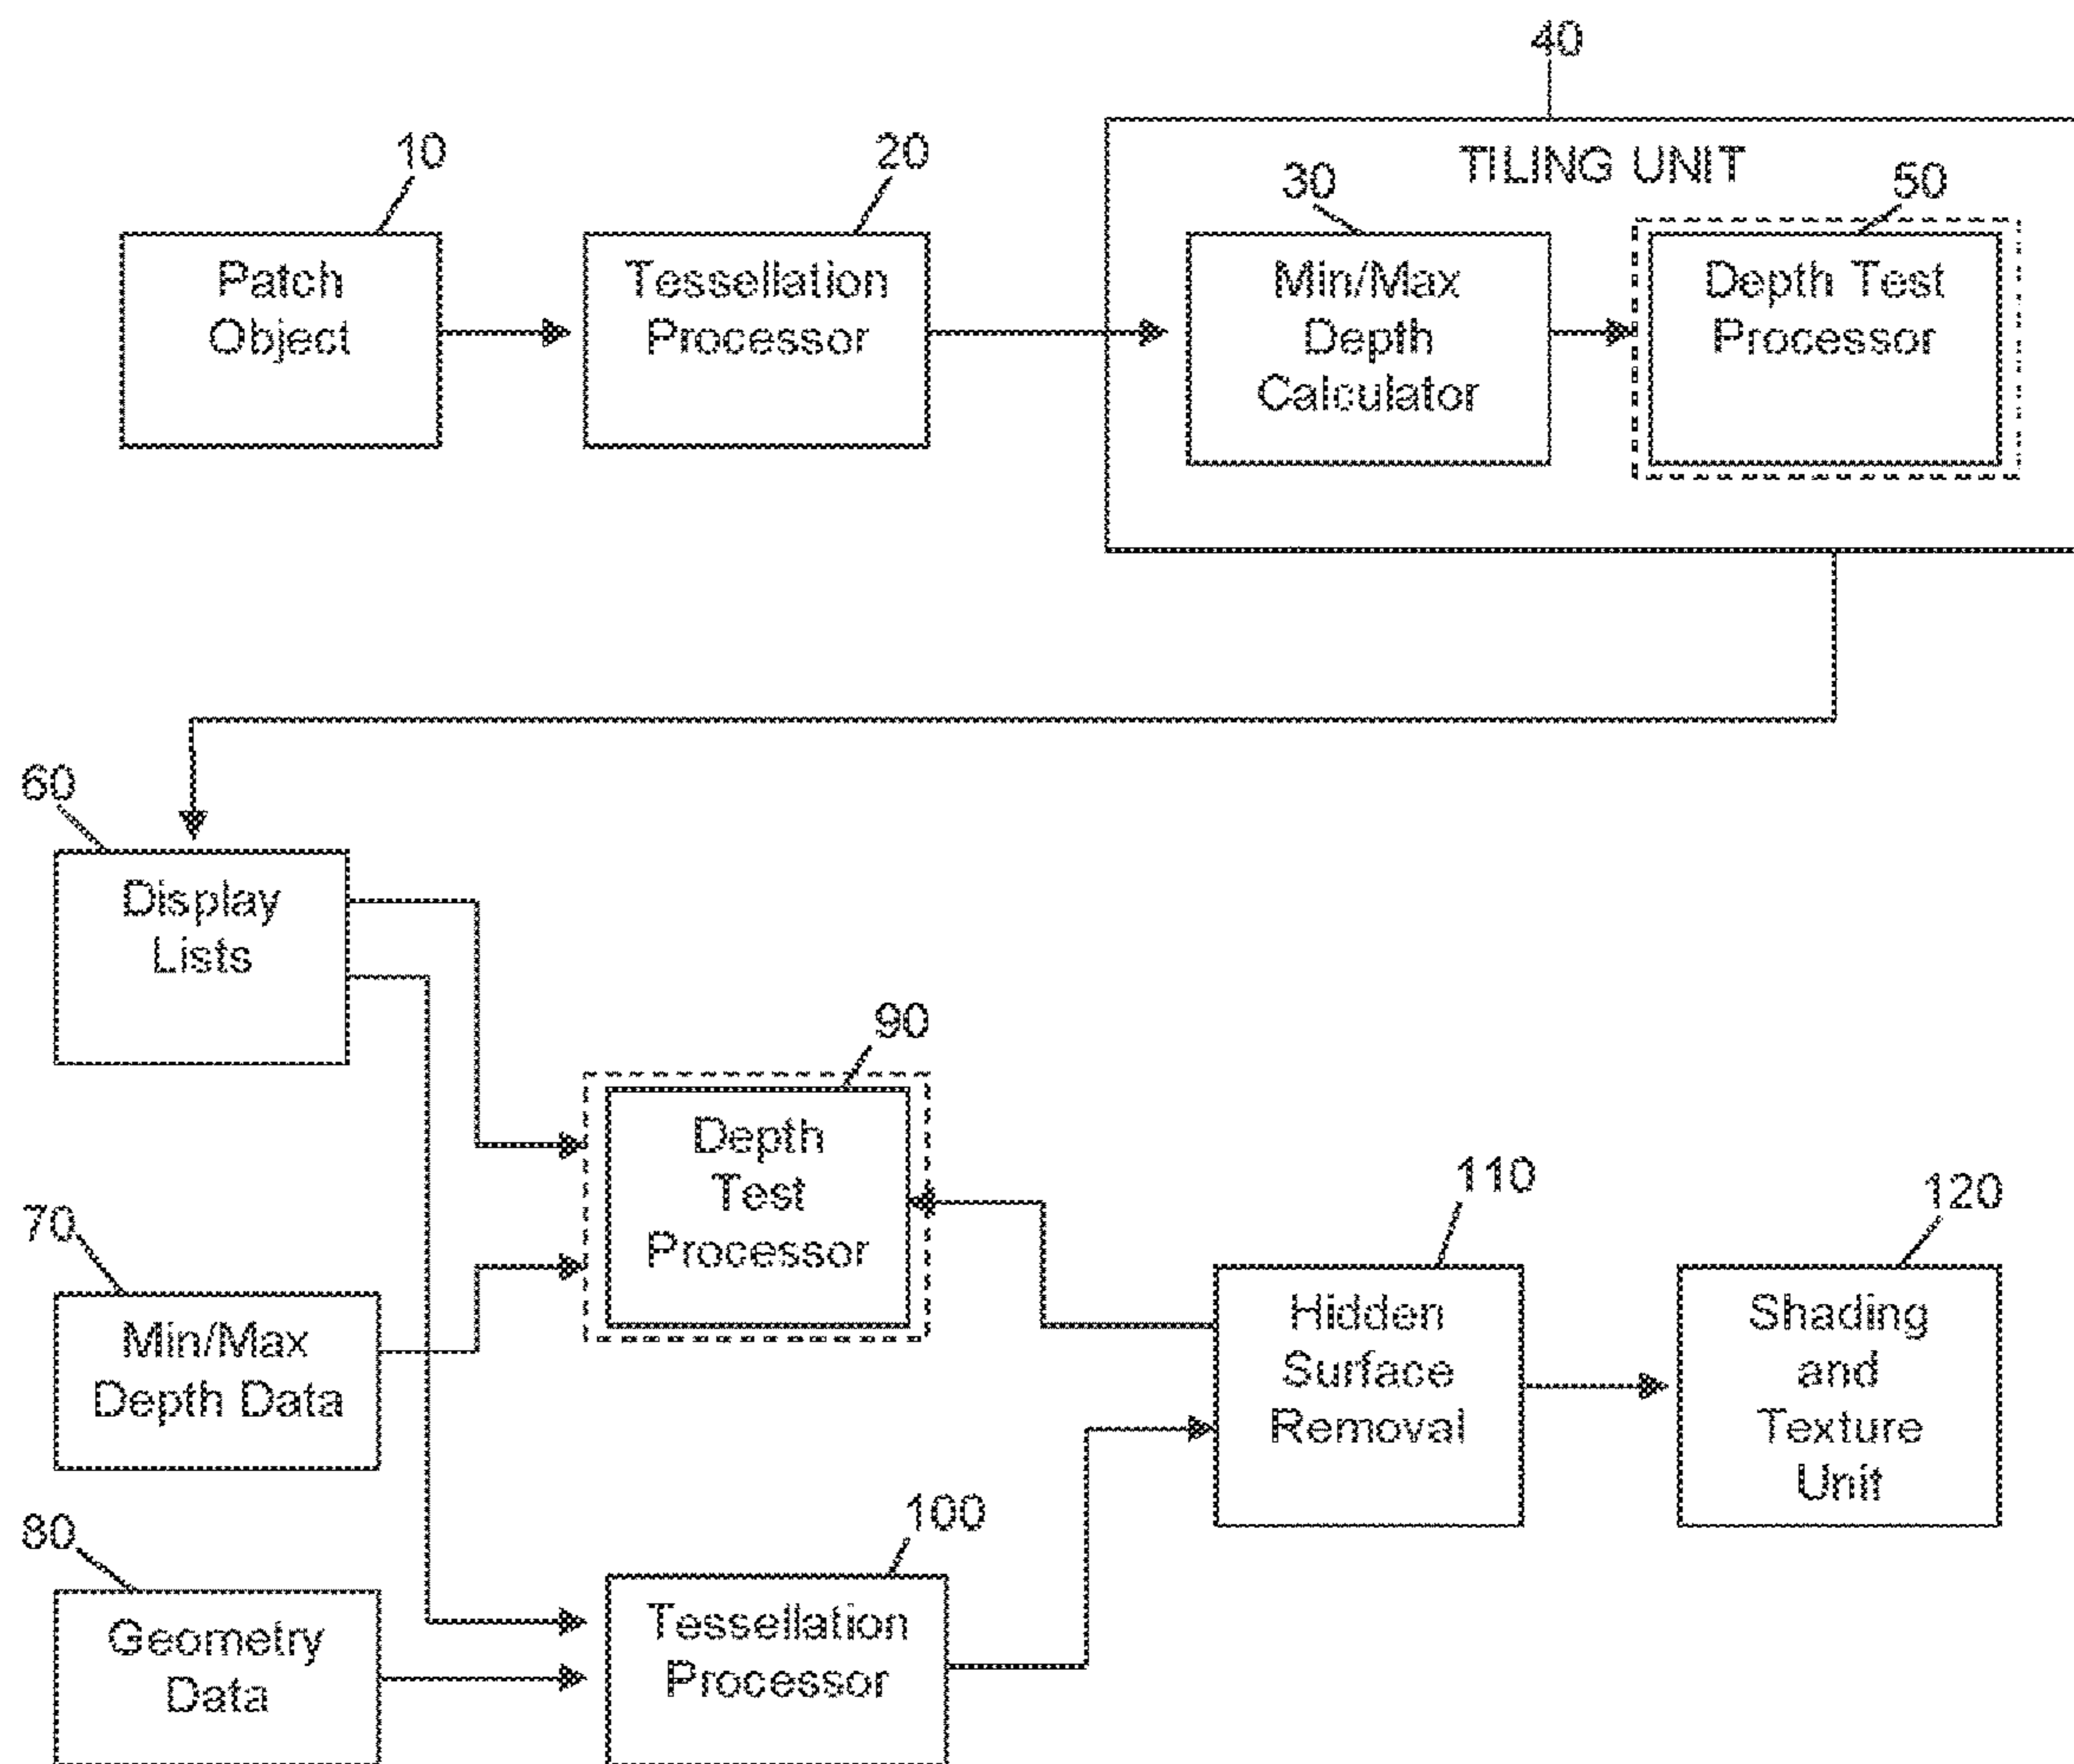 40
10
20
TILING UNIT
30
50
Patch
Object
Tessellation
Processor
Min/Max
Depth
Calculator
Depth Test
Processor
60
Display
Lists
90
Depth
Test
Processor
70
Min/Max
Depth Data
110
Hidden
Surface
Removal
120
Shading
and
Texture
Unit
80
Geometry
Data
100
Tessellation
Processor